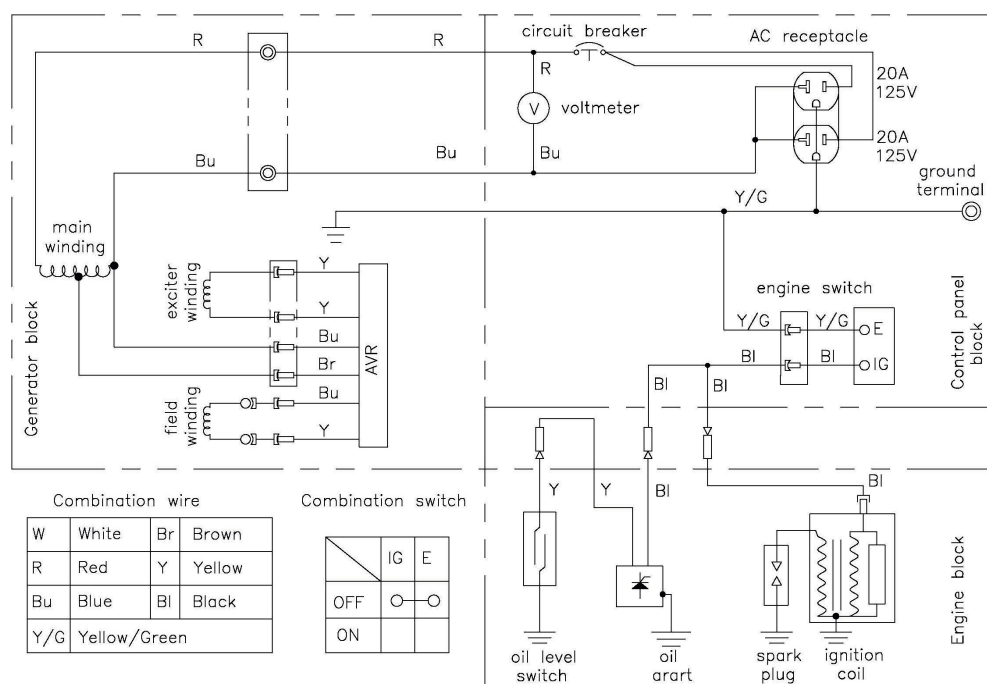 R
R
circuit breaker
AC receptacle
R
V
voltmeter
20A
125V
20A
125V
Bu
Bu
Bu
ground
terminal
Y/G
main
winding
exciter
winding
Y
Y
Bu
Br
Bu
Y
AVR
field
winding
Generator block
engine switch
Y/G
Y/G
E
Bl
Bl
IG
Control panel
block
Bl
Bl
Y
Y
Bl
Bl
Combination wire
W White Br Brown
R Red Y Yellow
Bu Blue Bl Black
Y/G Yellow/Green
Combination switch
IG E
OFF
ON
oil level
switch
oil
arart
spark
plug
ignition
coil
Engine block